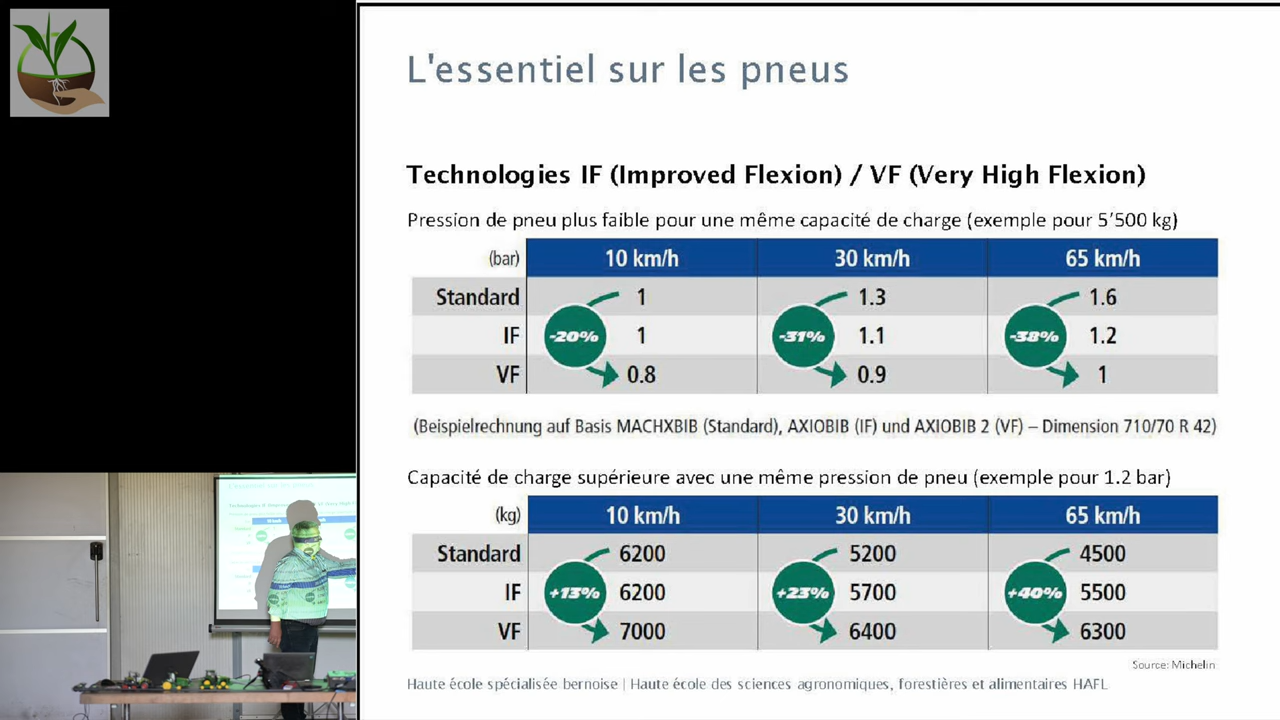 L'essentiel sur les pneus
Technologies IF (Improved Flexion) / VF (Very High Flexion)
Pression de pneu plus faible pour une même capacité de charge (exemple pour 5'500 kg)
(bar) 10 km/h 30 km/h 65 km/h
Standard 1 1.3 1.6
IF -20% 1 -31% 1.1 -38% 1.2
VF 0.8 0.9 1
(Beispielrechnung auf Basis MACHXBIB (Standard), AXIOBIB (IF) und AXIOBIB 2 (VF) – Dimension 710/70 R 42)
Capacité de charge supérieure avec une même pression de pneu (exemple pour 1.2 bar)
(kg) 10 km/h 30 km/h 65 km/h
Standard 6200 5200 4500
IF +13% 6200 +23% 5700 +40% 5500
VF 7000 6400 6300
Source: Michelin
Haute école spécialisée bernoise | Haute école des sciences agronomiques, forestières et alimentaires HAFL